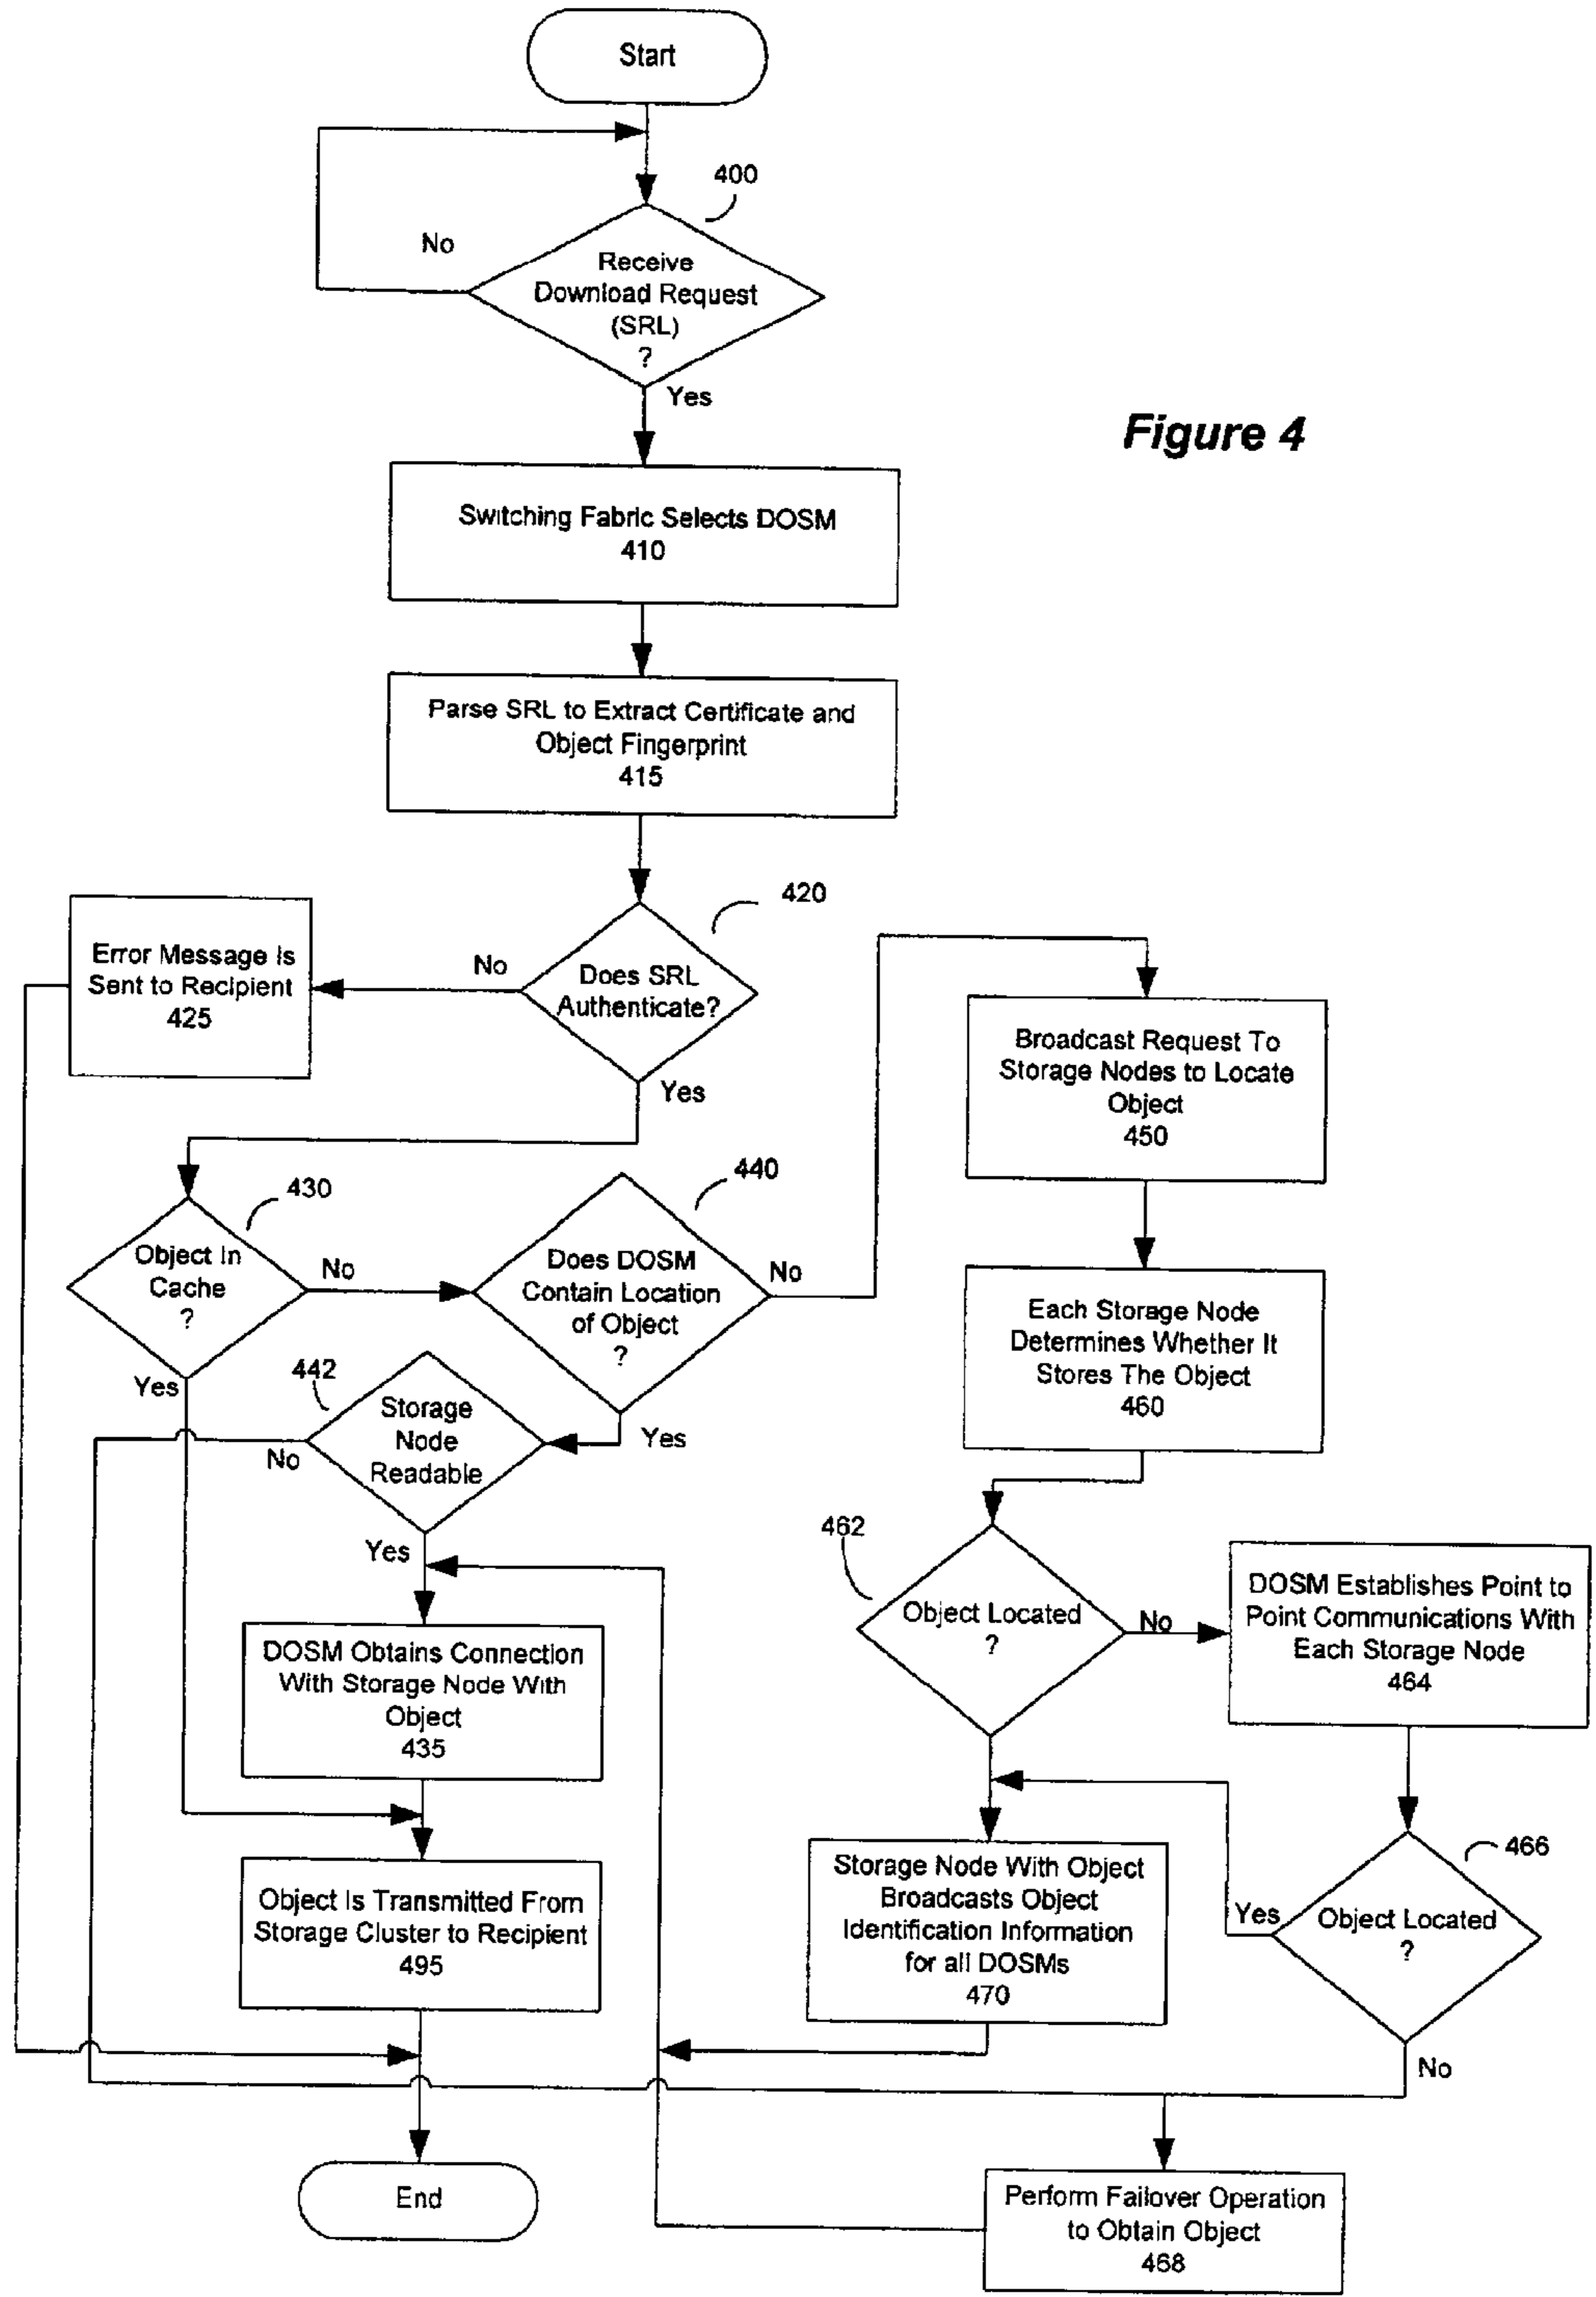 Start
400
No
Receive
Download Request
(SRL)
?
Yes
Figure 4
Switching Fabric Selects DOSM
410
Parse SRL to Extract Certificate and
Object Fingerprint
415
420
Error Message Is
Sent to Recipient
425
No
Does SRL
Authenticate?
Yes
Broadcast Request To
Storage Nodes to Locate
Object
450
430
Object In
Cache
?
No
Yes
440
Does DOSM
Contain Location
of Object
?
No
Yes
442
Storage
Node
Readable
No
Yes
Each Storage Node
Determines Whether It
Stores The Object
460
462
Object Located
?
No
DOSM Establishes Point to
Point Communications With
Each Storage Node
464
DOSM Obtains Connection
With Storage Node With
Object
435
Object Is Transmitted From
Storage Cluster to Recipient
495
Storage Node With Object
Broadcasts Object
Identification Information
for all DOSMs
470
466
Yes
Object Located
?
No
End
Perform Failover Operation
to Obtain Object
468